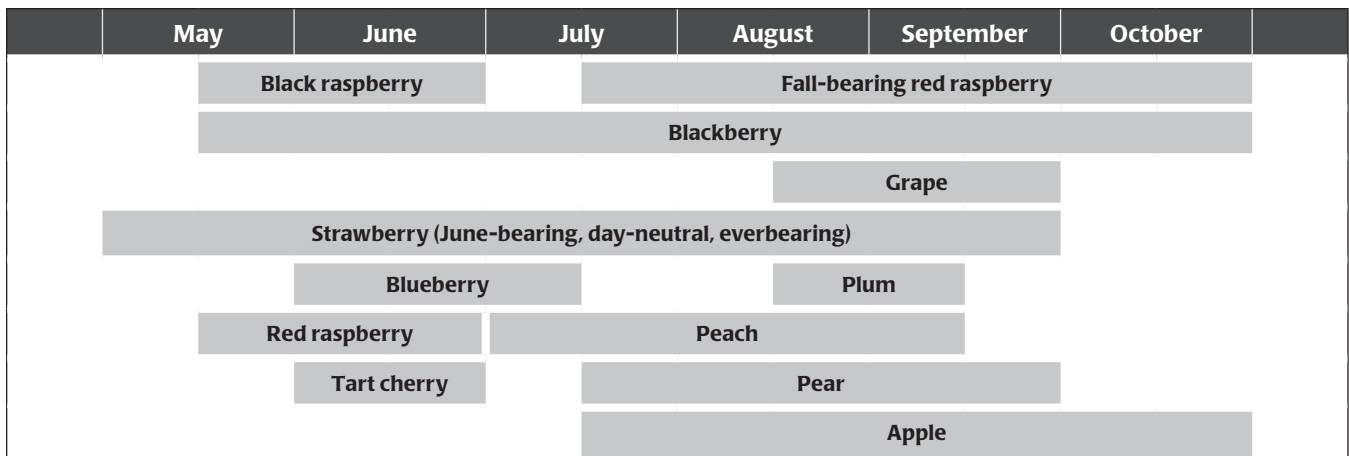 May June July August September October
Black raspberry Fall-bearing red raspberry
Blackberry
Grape
Strawberry (June-bearing, day-neutral, everbearing)
Blueberry Plum
Red raspberry Peach
Tart cherry Pear
Apple